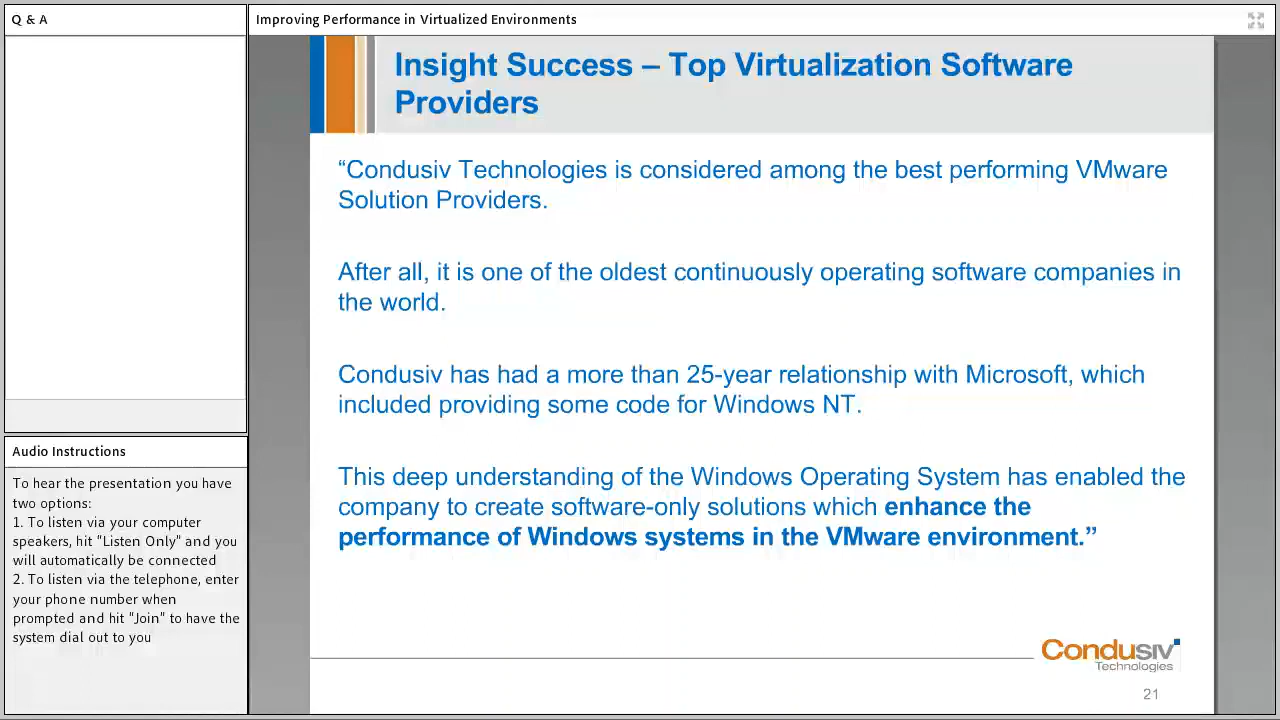 Q & A
Improving Performance in Virtualized Environments
Insight Success – Top Virtualization Software
Providers
“Condusiv Technologies is considered among the best performing VMware
Solution Providers.
After all, it is one of the oldest continuously operating software companies in
the world.
Condusiv has had a more than 25-year relationship with Microsoft, which
included providing some code for Windows NT.
This deep understanding of the Windows Operating System has enabled the
company to create software-only solutions which enhance the
performance of Windows systems in the VMware environment.”
Condusiv
Technologies
21
Audio Instructions
To hear the presentation you have
two options:
1. To listen via your computer
speakers, hit "Listen Only" and you
will automatically be connected
2. To listen via the telephone, enter
your phone number when
prompted and hit "Join" to have the
system dial out to you